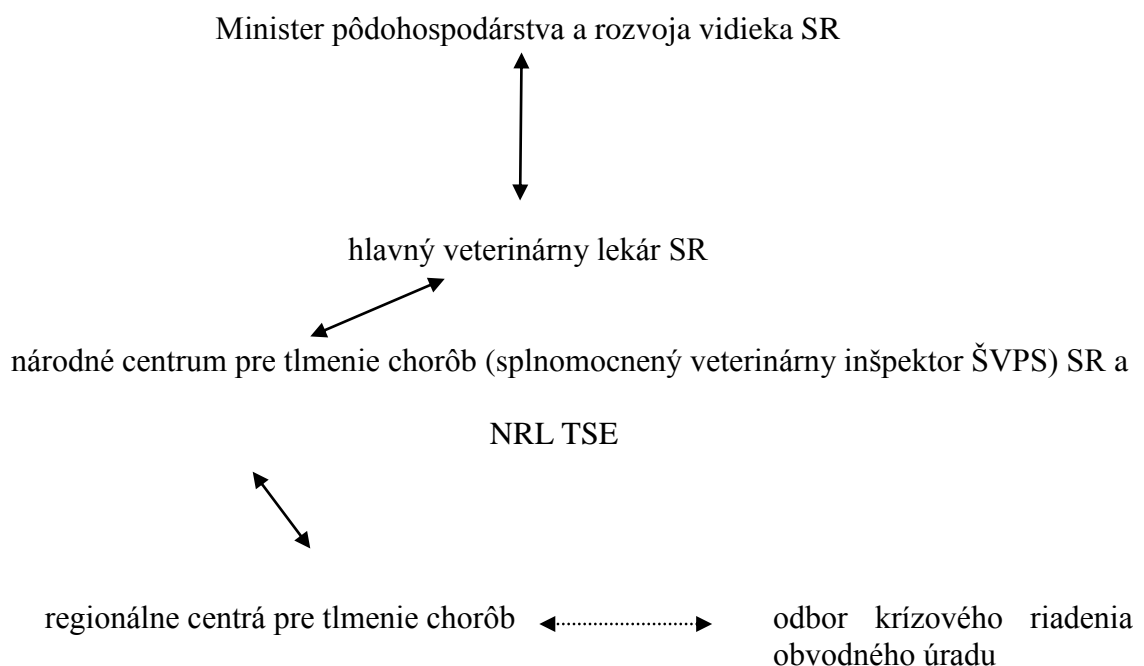 Minister pôdohospodárstva a rozvoja vidieka SR
hlavný veterinárny lekár SR
národné centrum pre tlmenie chorôb (splnomocnený veterinárny inšpektor ŠVPS) SR a
NRL TSE
regionálne centrá pre tlmenie chorôb
odbor krízového riadenia
obvodného úradu